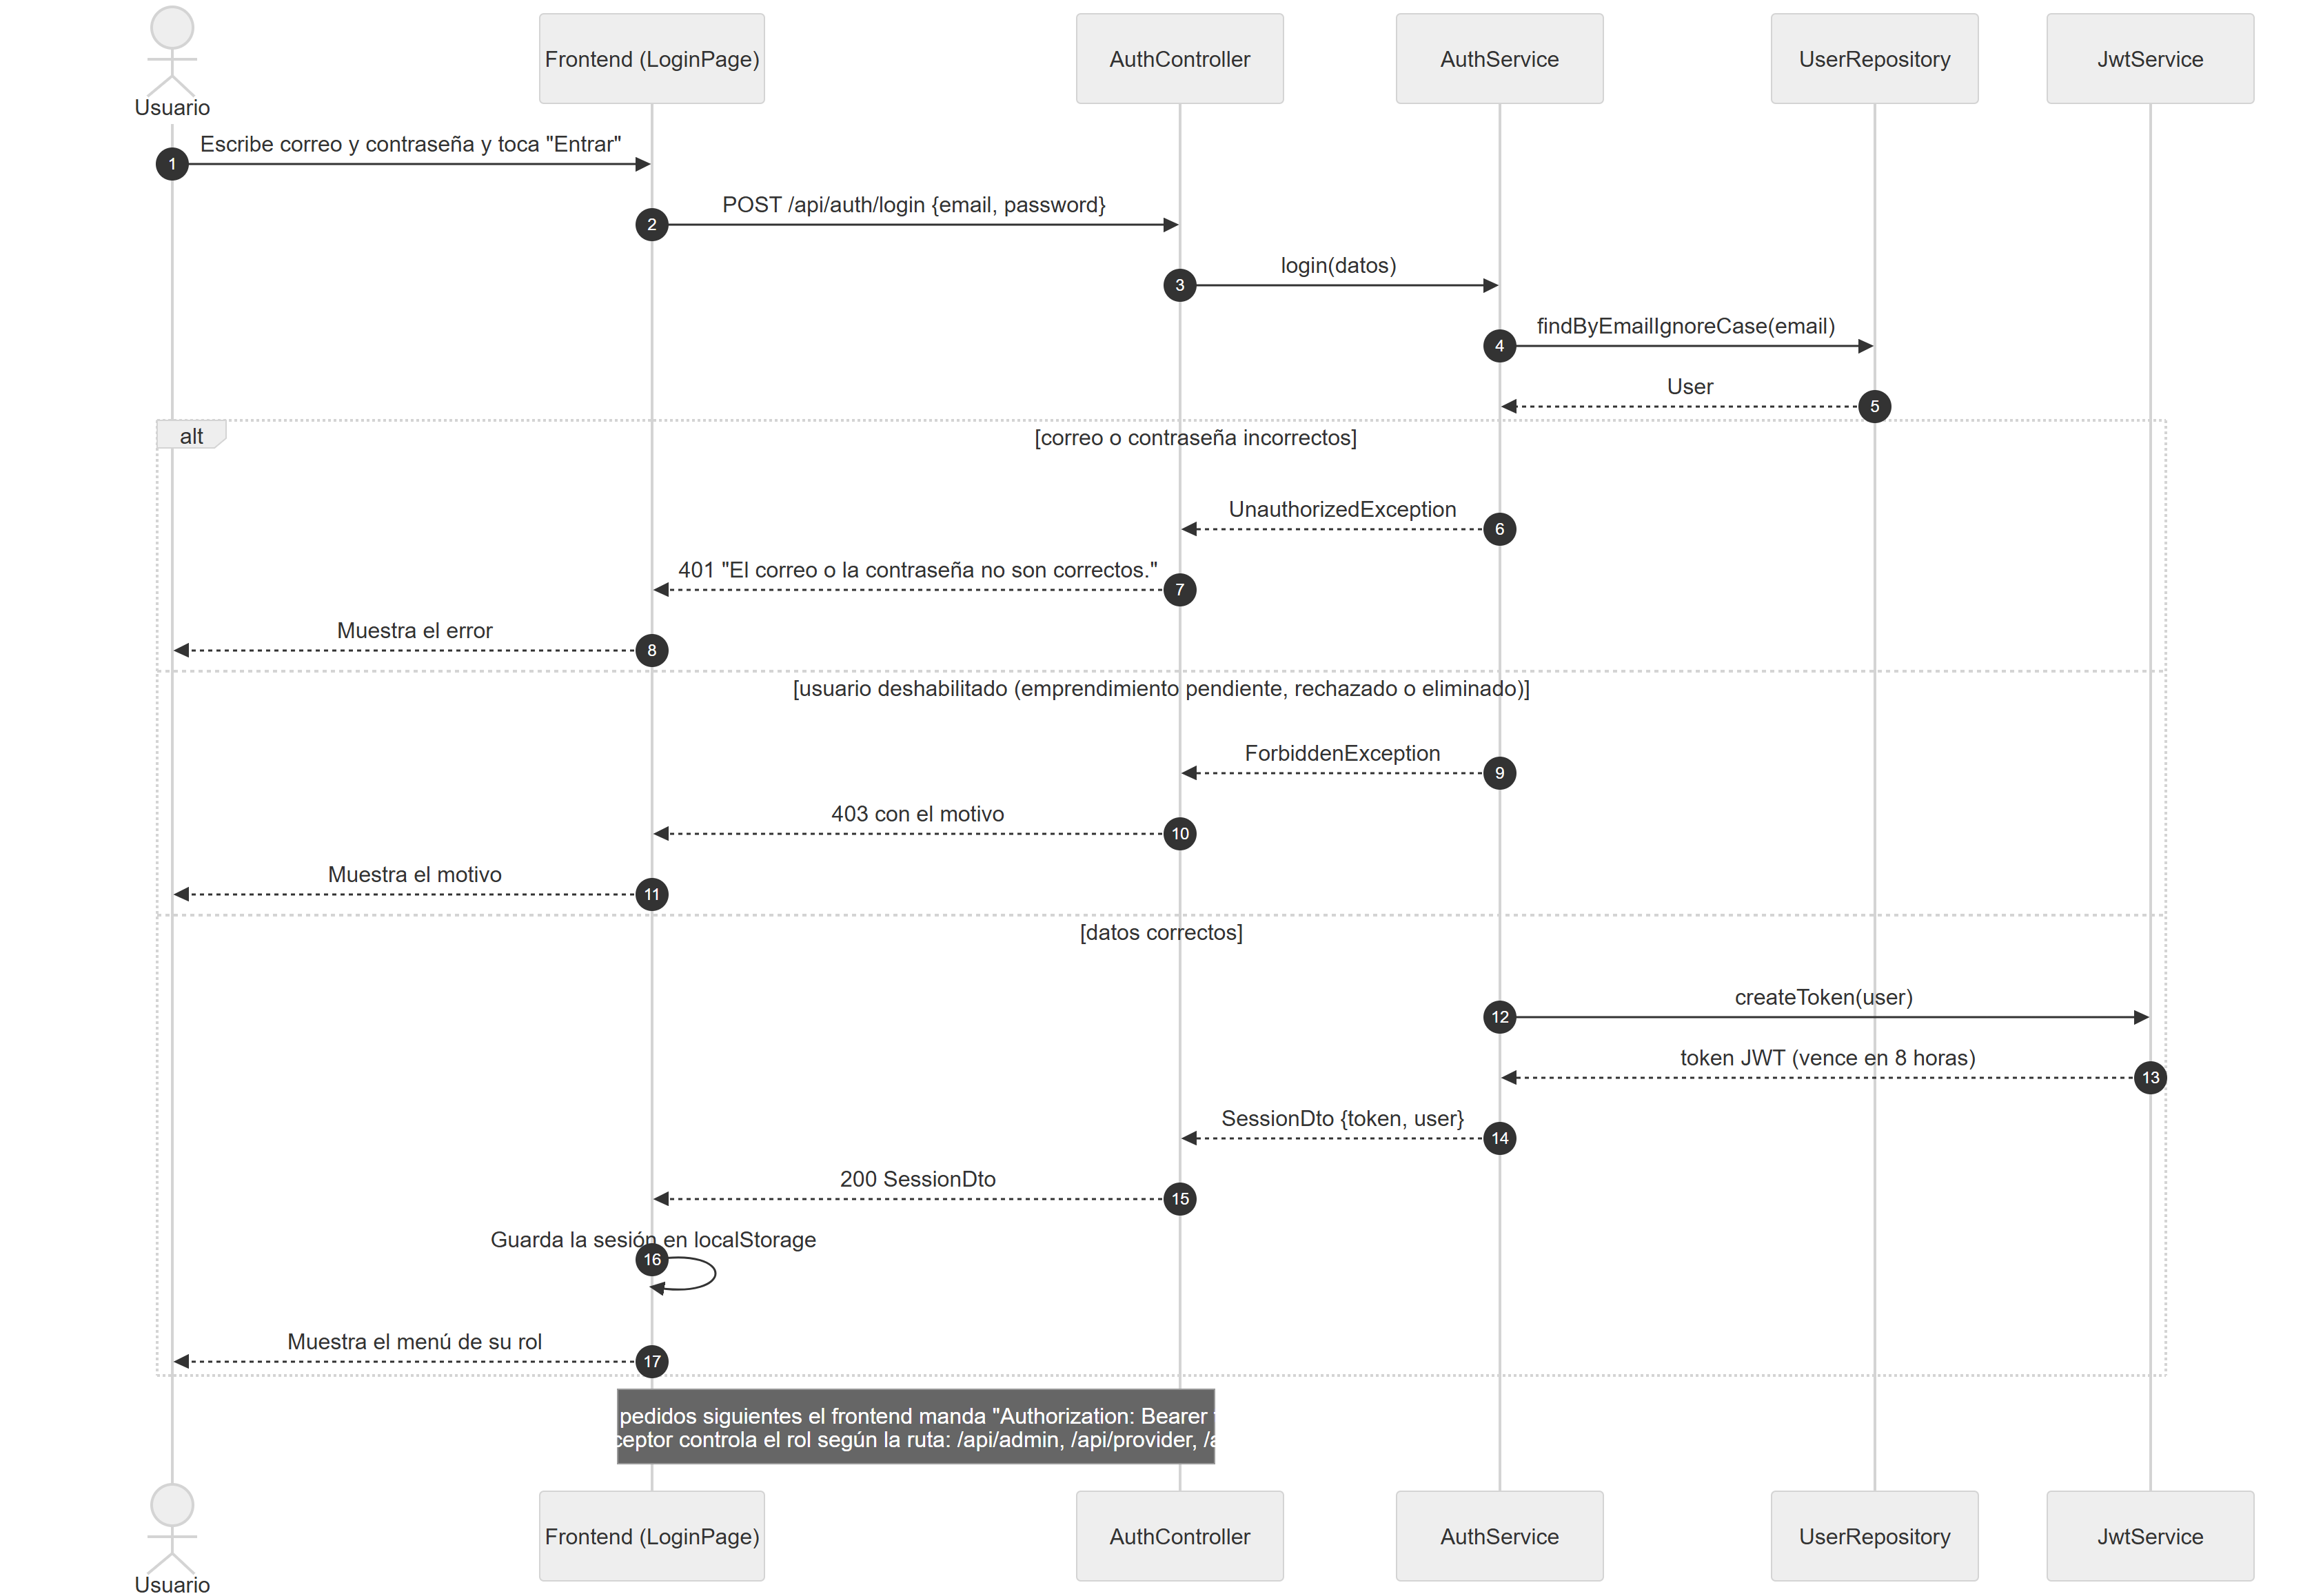 Usuario
Frontend (LoginPage)
AuthController
AuthService
UserRepository
JwtService
Escribe correo y contraseña y toca "Entrar"
1
POST /api/auth/login {email, password}
2
login(datos)
3
findByEmailIgnoreCase(email)
4
User
5
alt
[correo o contraseña incorrectos]
UnauthorizedException
6
401 "El correo o la contraseña no son correctos."
7
Muestra el error
8
[usuario deshabilitado (emprendimiento pendiente, rechazado o eliminado)]
ForbiddenException
9
403 con el motivo
10
Muestra el motivo
11
[datos correctos]
createToken(user)
12
token JWT (vence en 8 horas)
13
SessionDto {token, user}
14
200 SessionDto
15
Guarda la sesión en localStorage
16
Muestra el menú de su rol
17
pedidos siguientes el frontend manda "Authorization: Bearer
controla el rol según la ruta: /api/admin, /api/provider,
Frontend (LoginPage)
AuthController
AuthService
UserRepository
JwtService
Usuario